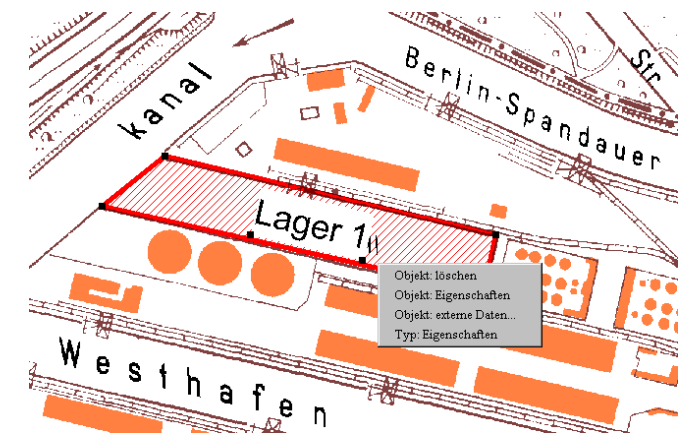 Berlin-Spandauer
Str
kanal
Lager 1
Objekt: löschen
Objekt: Eigenschaften
Objekt: externe Daten...
Typ: Eigenschaften
Westhafen